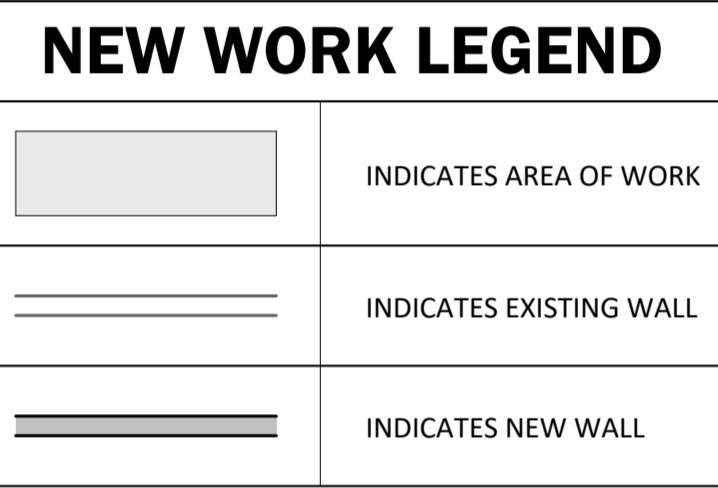 NEW WORK LEGEND
INDICATES AREA OF WORK
INDICATES EXISTING WALL
INDICATES NEW WALL